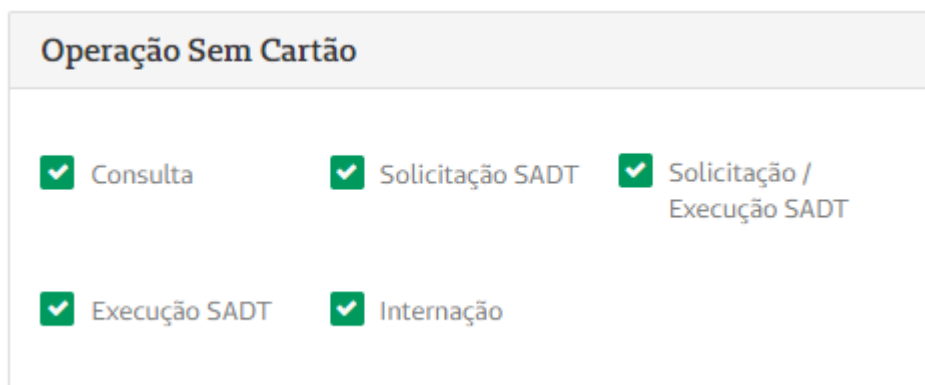 Operação Sem Cartão
Consulta
Solicitação SADT
Solicitação /
Execução SADT
Execução SADT
Internação